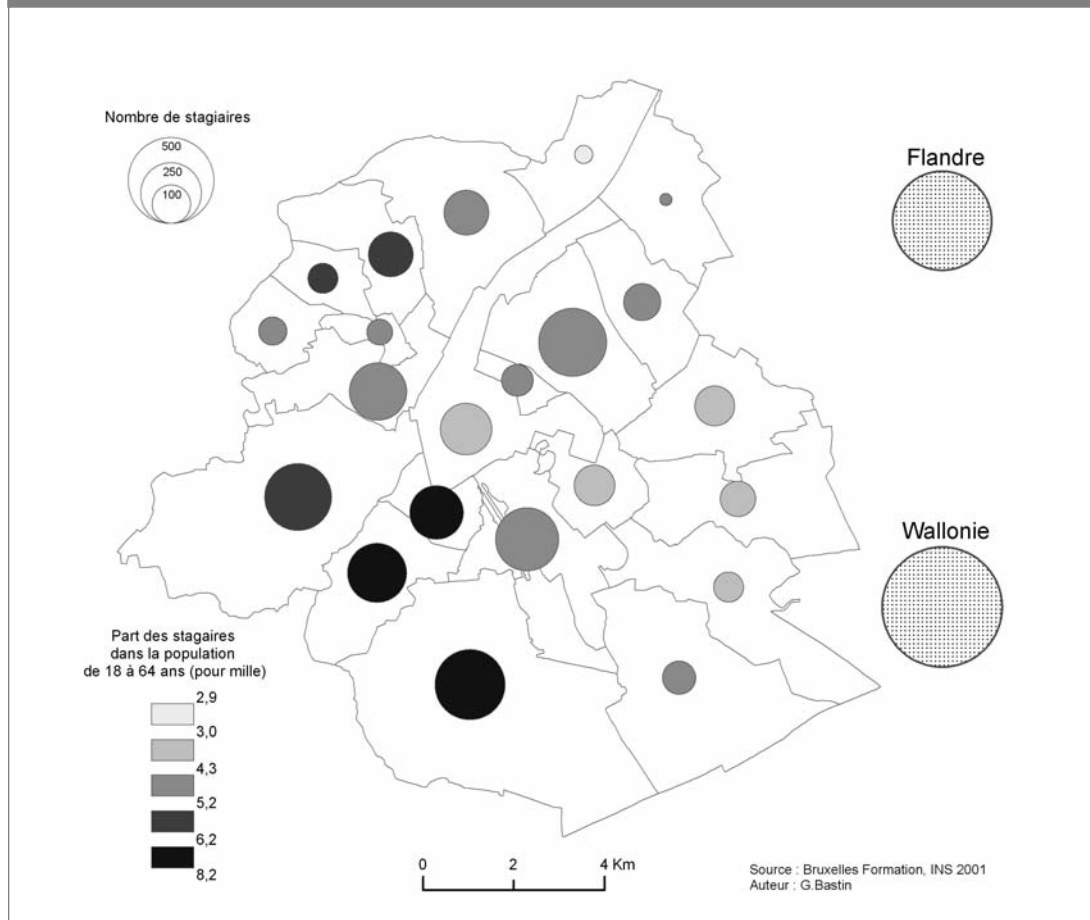 Nombre de stagiaires
500
250
100
Flandre
Wallonie
Part des stagaires
dans la population
de 18 à 64 ans (pour mille)
2,9
3,0
4,3
5,2
6,2
8,2
0 2 4 Km
Source : Bruxelles Formation, INS 2001
Auteur : G.Bastin